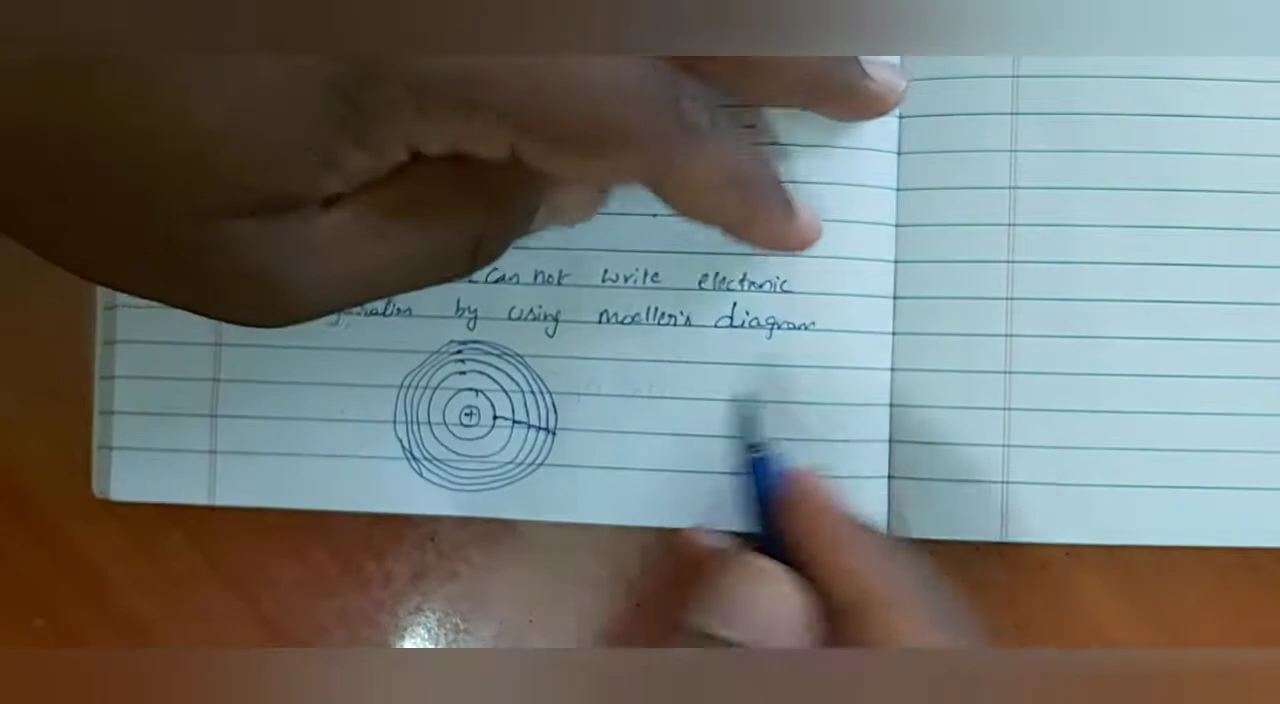 can not write electronic
by using moeller's diagram
+